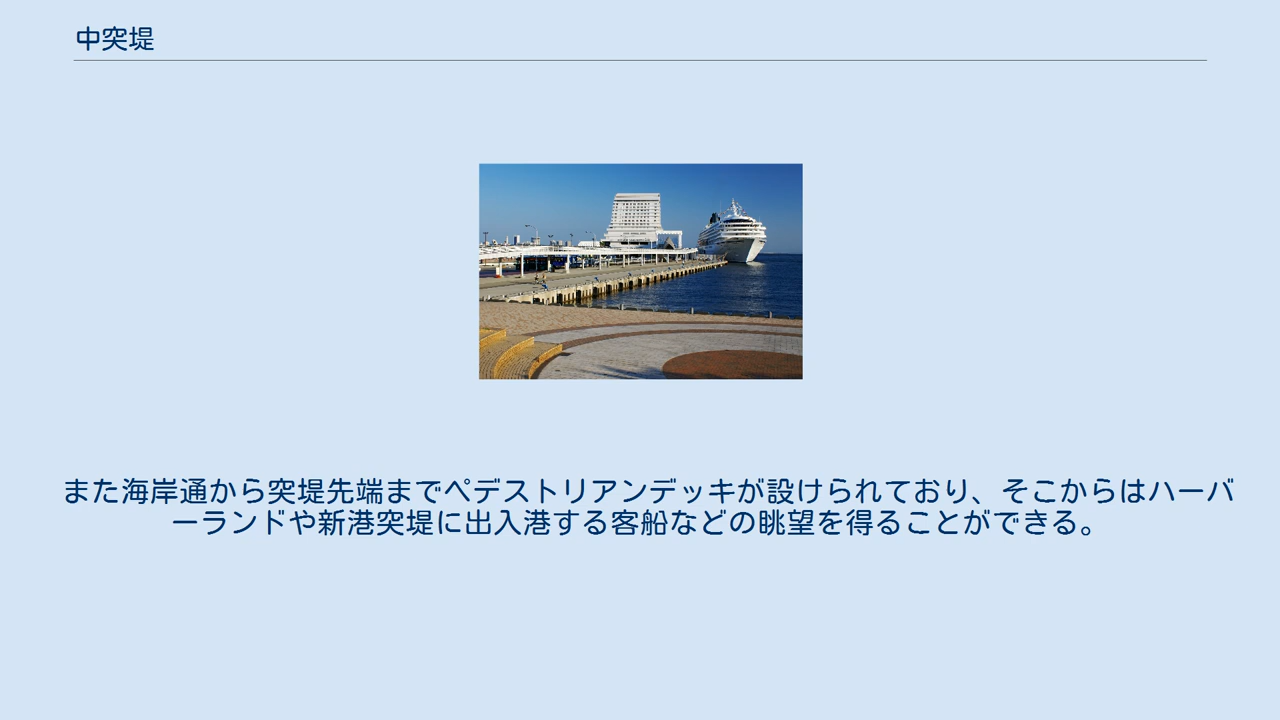 中突堤
また海岸通から突堤先端までペデストリアンデッキが設けられており、そこからはハーバ
ーランドや新港突堤に出入港する客船などの眺望を得ることができる。